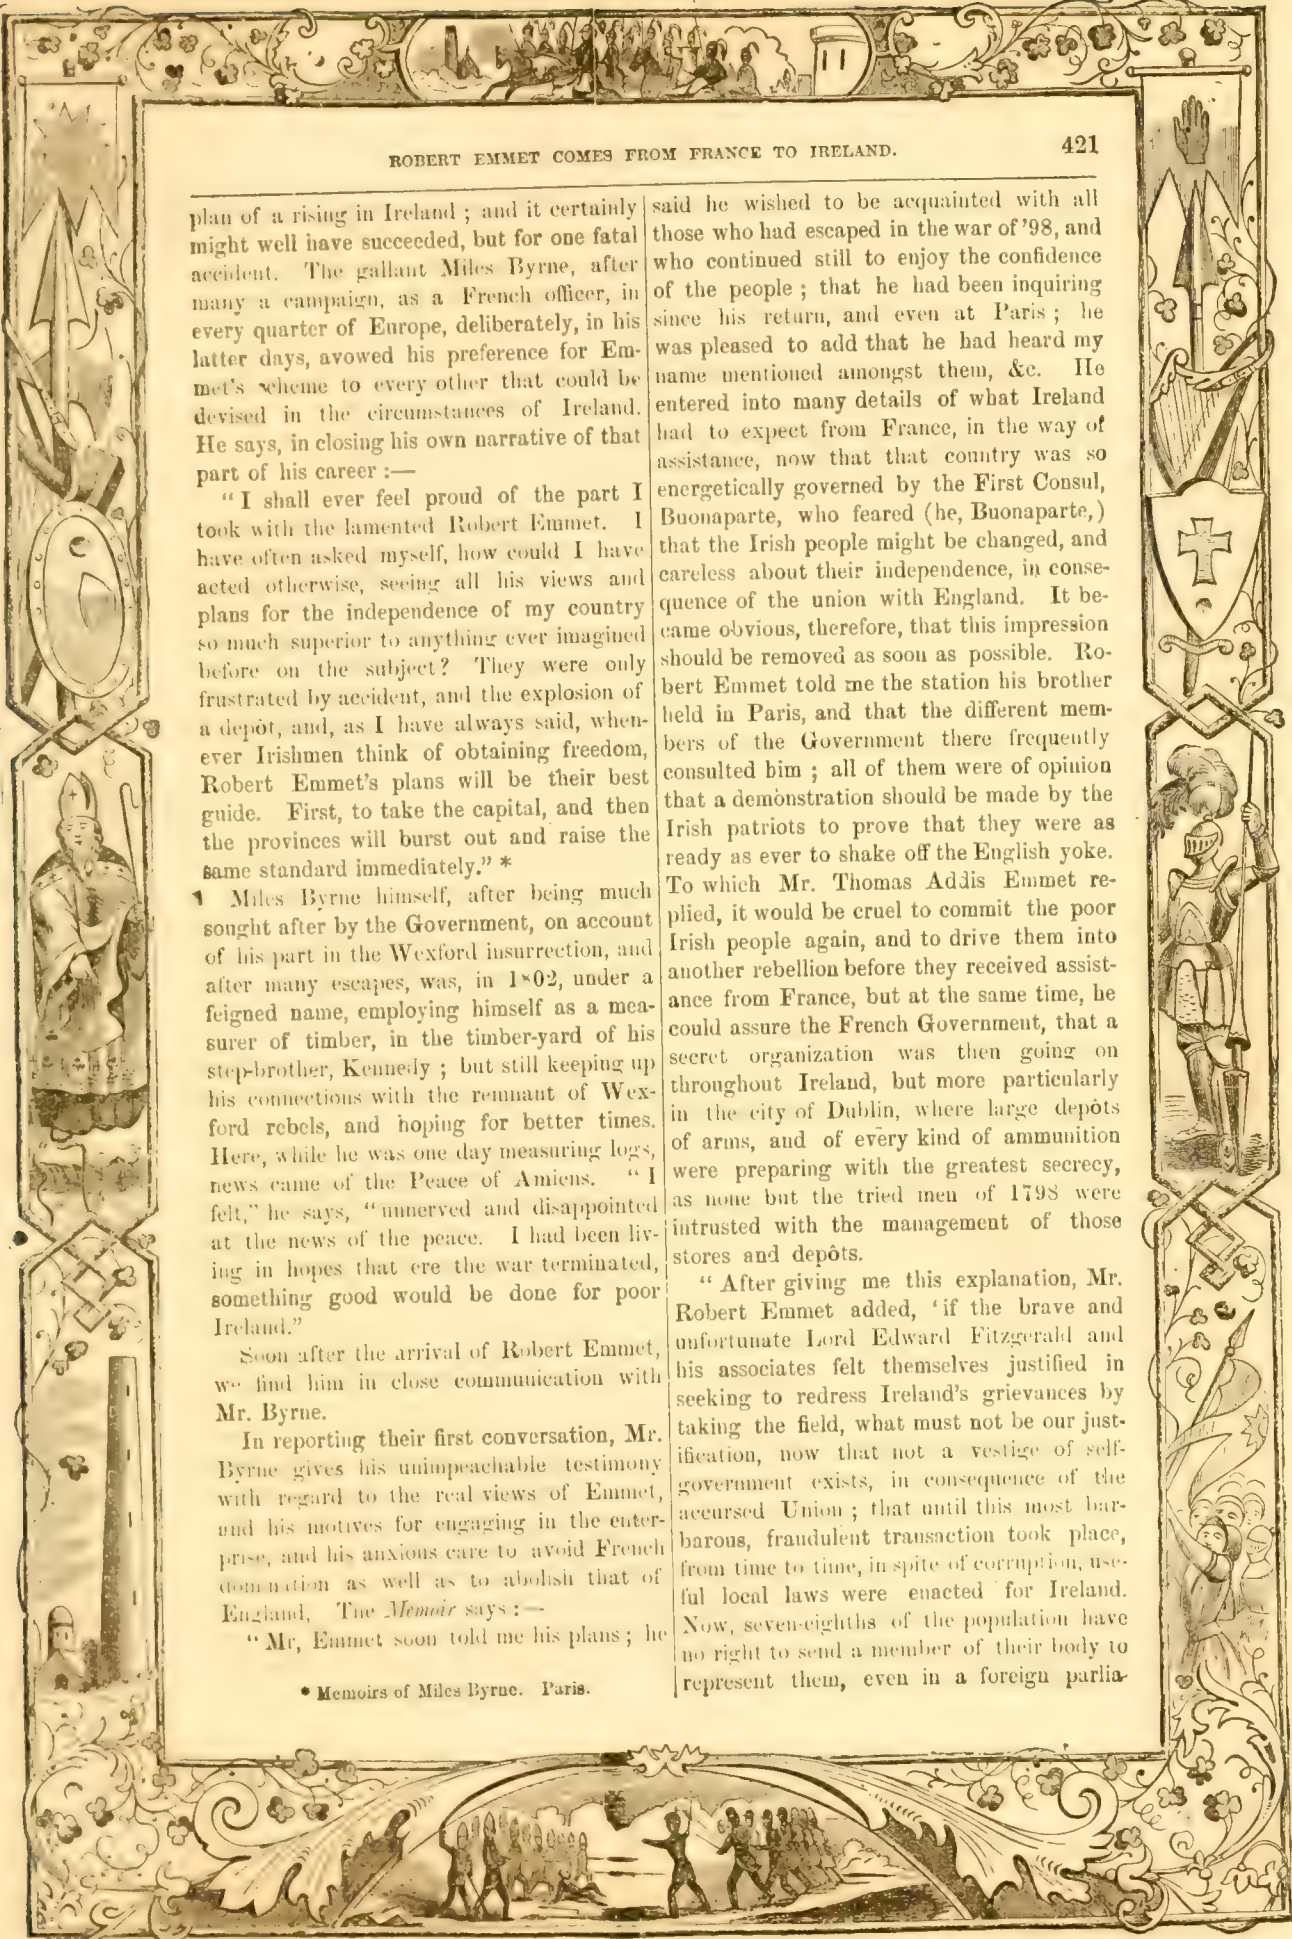 ROBERT EMMET COMES FROM FRANCE TO IRELAND.
421
plan of a rising in Ireland ; and it certainly
might well have succeeded, but for one fatal
accident. The gallant Miles Byrne, after
many a campaign, as a French officer, in
every quarter of Europe, deliberately, in his
latter days, avowed his preference for Em-
met's scheme to every other that could be
devised in the circumstances of Ireland.
He says, in closing his own narrative of that
part of his career :—
" I shall ever feel proud of the part I
took with the lamented Robert Emmet. I
have often asked myself, how could I have
acted otherwise, seeing all his views and
plans for the independence of my country
so much superior to anything ever imagined
before on the subject? They were only
frustrated by accident, and the explosion of
a depôt, and, as I have always said, when-
ever Irishmen think of obtaining freedom,
Robert Emmet's plans will be their best
guide. First, to take the capital, and then
the provinces will burst out and raise the
same standard immediately." *
Miles Byrne himself, after being much
sought after by the Government, on account
of his part in the Wexford insurrection, and
after many escapes, was, in 1802, under a
feigned name, employing himself as a mea-
surer of timber, in the timber-yard of his
step-brother, Kennedy ; but still keeping up
his connections with the remnant of Wex-
ford rebels, and hoping for better times.
Here, while he was one day measuring logs,
news came of the Peace of Amiens. " I
felt," he says, " unnerved and disappointed
at the news of the peace. I had been liv-
ing in hopes that ere the war terminated,
something good would be done for poor
Ireland."
Soon after the arrival of Robert Emmet,
we find him in close communication with
Mr. Byrne.
In reporting their first conversation, Mr.
Byrne gives his unimpeachable testimony
with regard to the real views of Emmet,
and his motives for engaging in the enter-
prise, and his anxious care to avoid French
domination as well as to abolish that of
England, The Memoir says :—
" Mr, Emmet soon told me his plans ; he
* Memoirs of Miles Byrne. Paris.
said he wished to be acquainted with all
those who had escaped in the war of '98, and
who continued still to enjoy the confidence
of the people ; that he had been inquiring
since his return, and even at Paris ; he
was pleased to add that he had heard my
name mentioned amongst them, &c. He
entered into many details of what Ireland
had to expect from France, in the way of
assistance, now that that country was so
energetically governed by the First Consul,
Buonaparte, who feared (he, Buonaparte,)
that the Irish people might be changed, and
careless about their independence, in conse-
quence of the union with England. It be-
came obvious, therefore, that this impression
should be removed as soon as possible. Ro-
bert Emmet told me the station his brother
held in Paris, and that the different mem-
bers of the Government there frequently
consulted him ; all of them were of opinion
that a demonstration should be made by the
Irish patriots to prove that they were as
ready as ever to shake off the English yoke.
To which Mr. Thomas Addis Emmet re-
plied, it would be cruel to commit the poor
Irish people again, and to drive them into
another rebellion before they received assist-
ance from France, but at the same time, he
could assure the French Government, that a
secret organization was then going on
throughout Ireland, but more particularly
in the city of Dublin, where large depôts
of arms, and of every kind of ammunition
were preparing with the greatest secrecy,
as none but the tried men of 1798 were
intrusted with the management of those
stores and depôts.
" After giving me this explanation, Mr.
Robert Emmet added, ' if the brave and
unfortunate Lord Edward Fitzgerald and
his associates felt themselves justified in
seeking to redress Ireland's grievances by
taking the field, what must not be our just-
ification, now that not a vestige of self-
government exists, in consequence of the
accursed Union ; that until this most bar-
barous, fraudulent transaction took place,
from time to time, in spite of corruption, use-
ful local laws were enacted for Ireland.
Now, seven-eighths of the population have
no right to send a member of their body to
represent them, even in a foreign parlia-